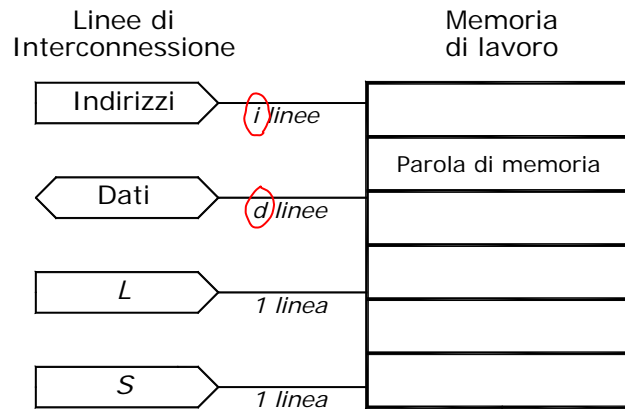 Linee di
Interconnessione
Memoria
di lavoro
Indirizzi
i linee
Parola di memoria
Dati
d linee
L
1 linea
S
1 linea